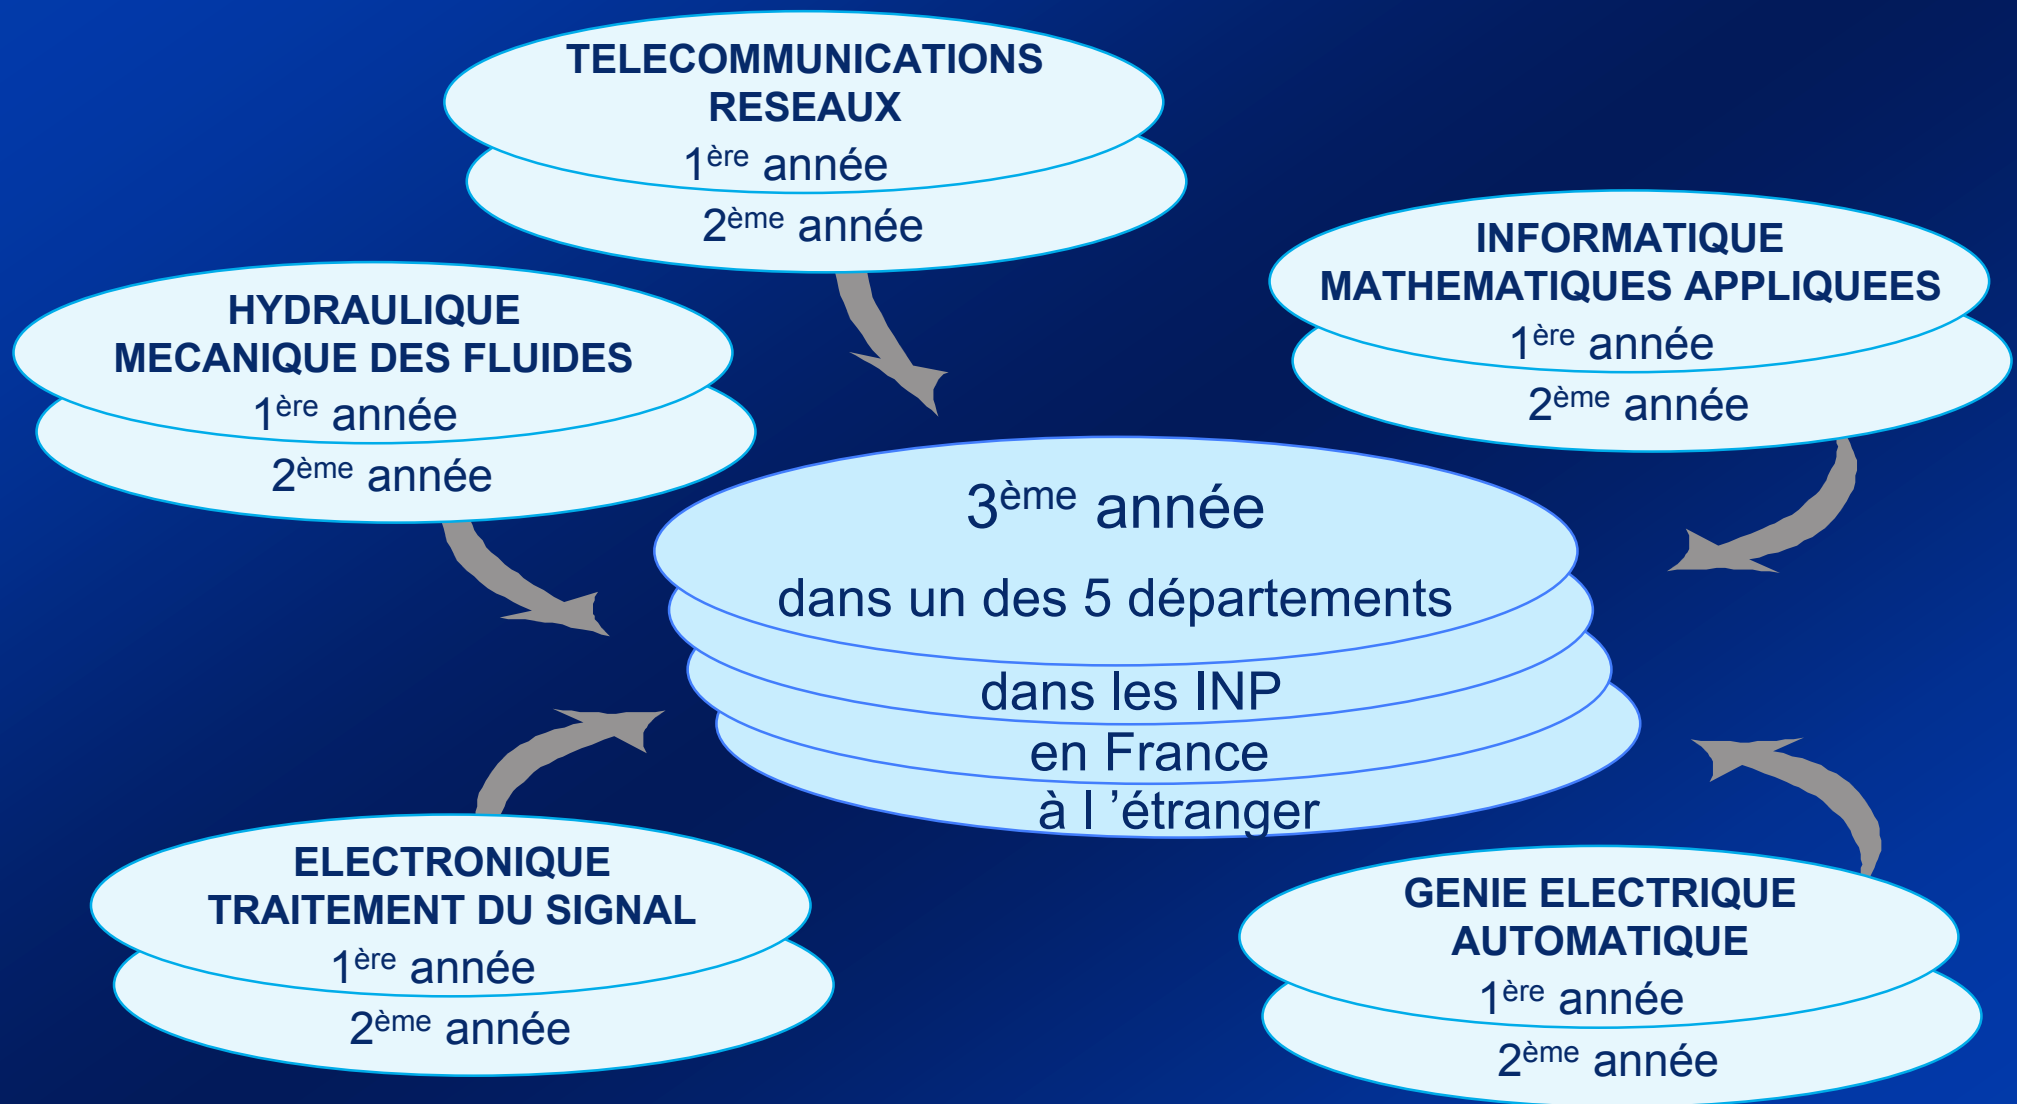 TELECOMMUNICATIONS
RESEAUX
1ère année
2ème année
INFORMATIQUE
MATHEMATIQUES APPLIQUEES
1ère année
2ème année
HYDRAULIQUE
MECANIQUE DES FLUIDES
1ère année
2ème année
3ème année
dans un des 5 départements
dans les INP
en France
à l ’étranger
ELECTRONIQUE
TRAITEMENT DU SIGNAL
1ère année
2ème année
GENIE ELECTRIQUE
AUTOMATIQUE
1ère année
2ème année